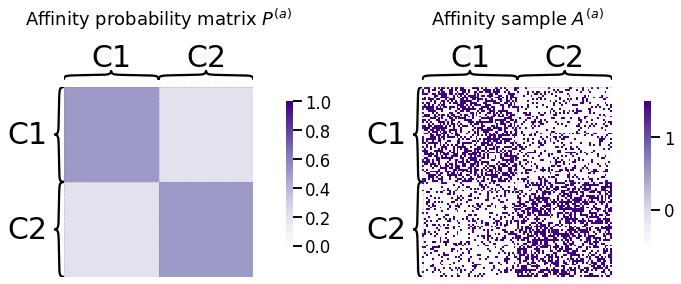 Affinity probability matrix P^(a)
C1 C2
C1
C2
1.0
0.8
0.6
0.4
0.2
0.0
Affinity sample A^(a)
C1 C2
C1
C2
1
0